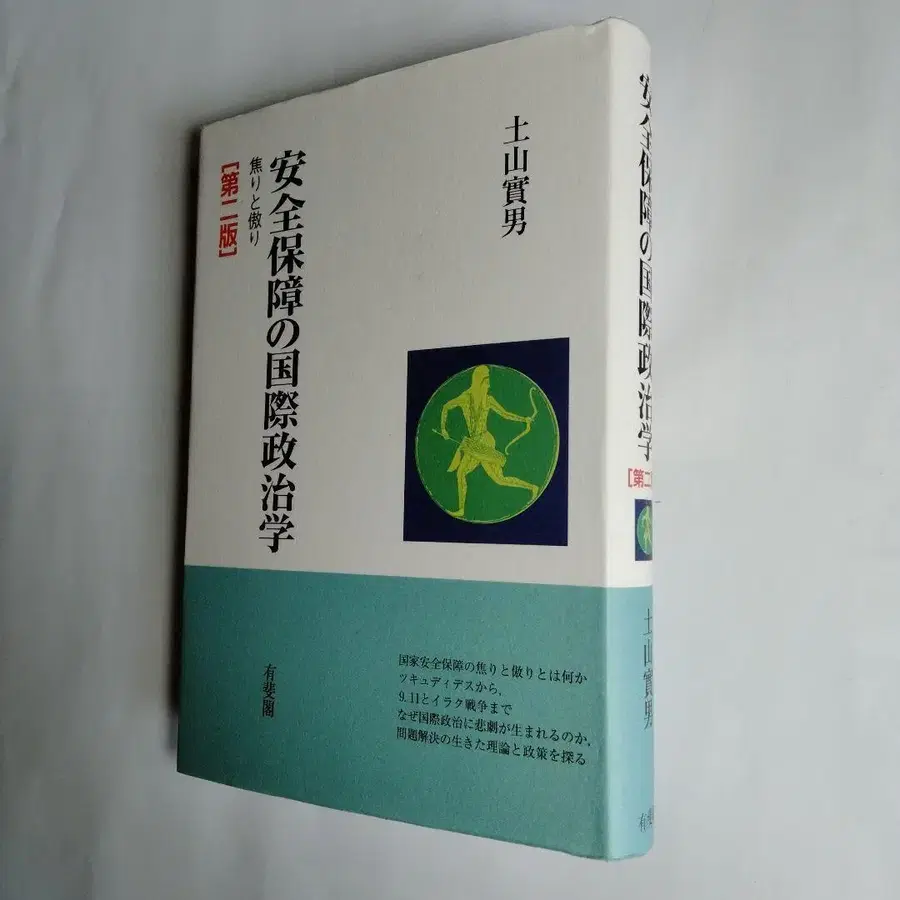 土山實男
安全保障の国際政治学
焦りと傲り
[第二版]
国家安全保障の焦りと傲りとは何か
ツキュディデスから,
9.11とイラク戦争まで
なぜ国際政治に悲劇が生まれるのか,
問題解決の生きた理論と政策を探る
有斐閣
安全保障の国際政治学
[第二
土山實男
有斐